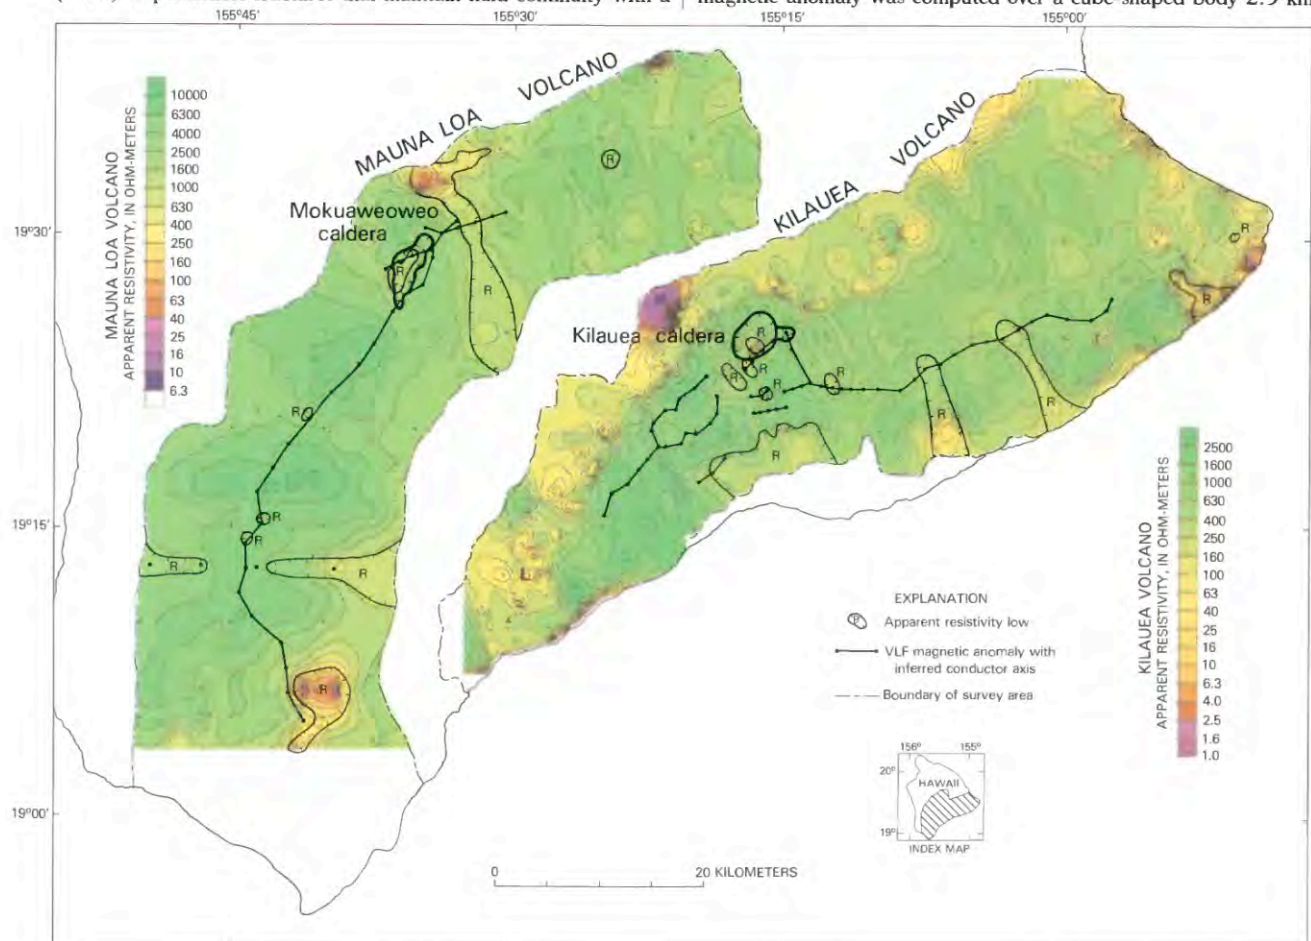 magnetic anomaly was computed over a cube-shaped body 2.9 km
155°45'
155°30'
155°15'
155°00'
19°30'
19°15'
19°00'
MAUNA LOA VOLCANO
APPARENT RESISTIVITY, IN OHM-METERS
10000
6300
4000
2500
1600
1000
630
400
250
160
100
63
40
25
16
10
6.3
MAUNA LOA VOLCANO
Mokuaweoweo
caldera
R
R
R
R
R
R
R
R
R
KILAUEA VOLCANO
Kilauea caldera
R
R
R
R
R
R
R
R
R
R
EXPLANATION
R Apparent resistivity low
VLF magnetic anomaly with
inferred conductor axis
Boundary of survey area
KILAUEA VOLCANO
APPARENT RESISTIVITY, IN OHM-METERS
2500
1600
1000
630
400
250
160
100
63
40
25
16
10
6.3
4.0
2.5
1.6
1.0
156° 155°
20°
HAWAII
19°
INDEX MAP
0 20 KILOMETERS